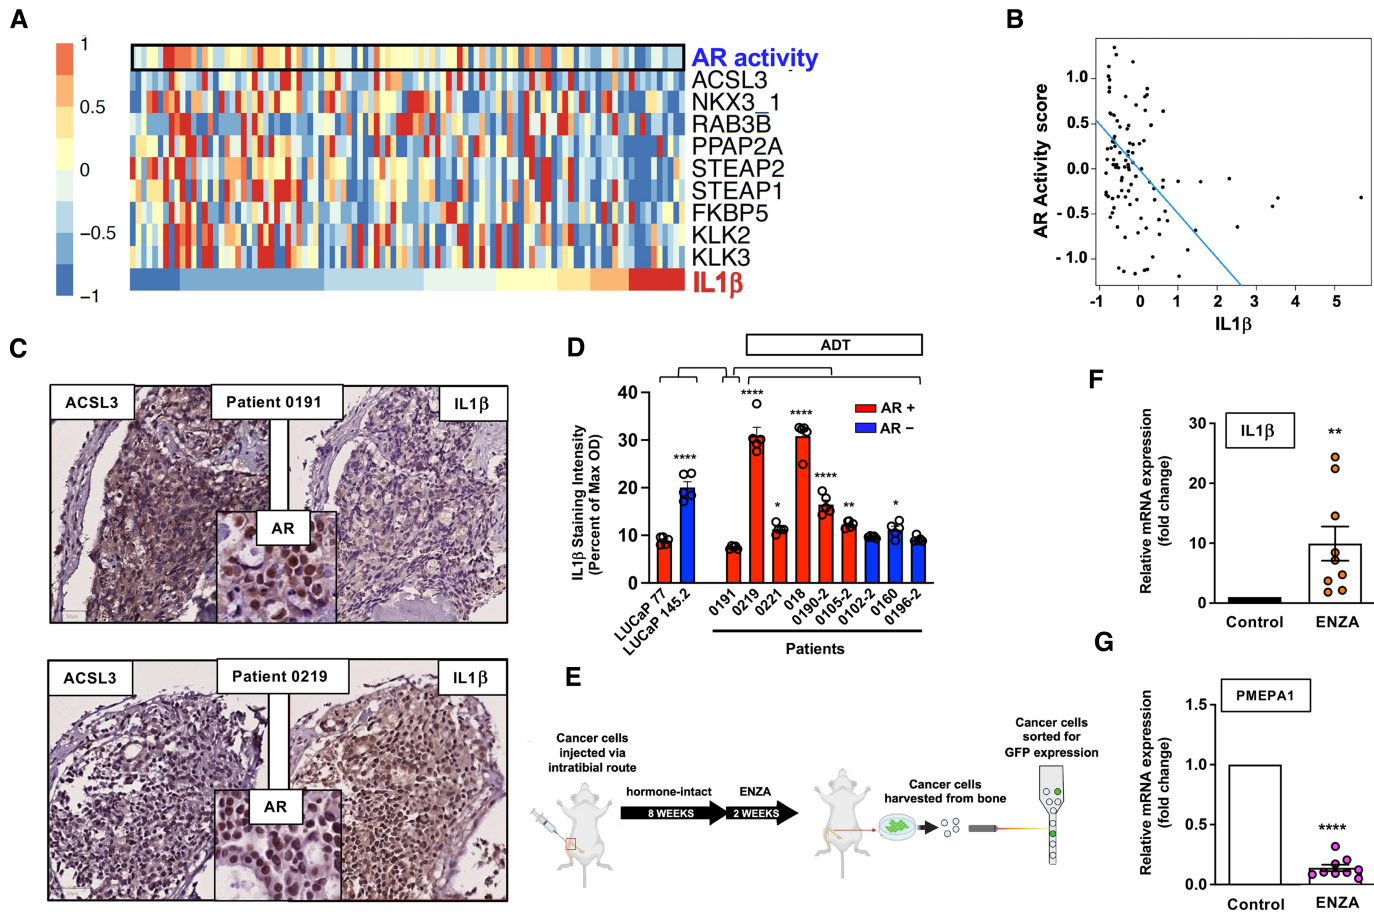 A
1
0.5
0
−0.5
−1
AR activity
ACSL3
NKX3_1
RAB3B
PPAP2A
STEAP2
STEAP1
FKBP5
KLK2
KLK3
IL1β
B
AR Activity score
1.0
0.5
0.0
- 0.5
- 1.0
-1 0 1 2 3 4 5
IL1β
C
ACSL3
Patient 0191
IL1β
AR
ACSL3
Patient 0219
IL1β
AR
D
ADT
IL1β Staining Intensity
(Percent of Max OD)
40
30
20
10
0
**** **** * **** **** ** *
AR +
AR −
LUCaP 77
LUCaP 145.2
0191
0219
0221
018
0190-2
0105-2
0102-2
0160
0196-2
Patients
E
Cancer cells
injected via
intratibial route
hormone-intact
8 WEEKS
ENZA
2 WEEKS
Cancer cells
harvested from bone
Cancer cells
sorted for
GFP expression
F
Relative mRNA expression
(fold change)
30
20
10
0
IL1β
**
Control ENZA
G
Relative mRNA expression
(fold change)
1.5
1.0
0.5
0.0
PMEPA1
****
Control ENZA